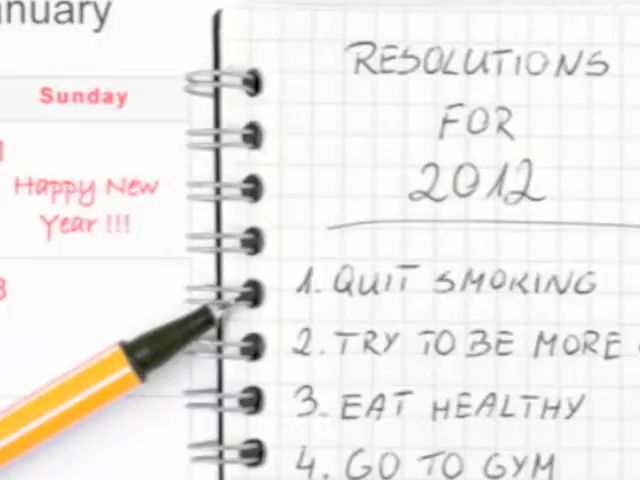 anuary
Sunday
Happy New
Year !!!
RESOLUTIONS
FOR
2012
1. QUIT SMOKING
2. TRY TO BE MORE
3. EAT HEALTHY
4. GO TO GYM